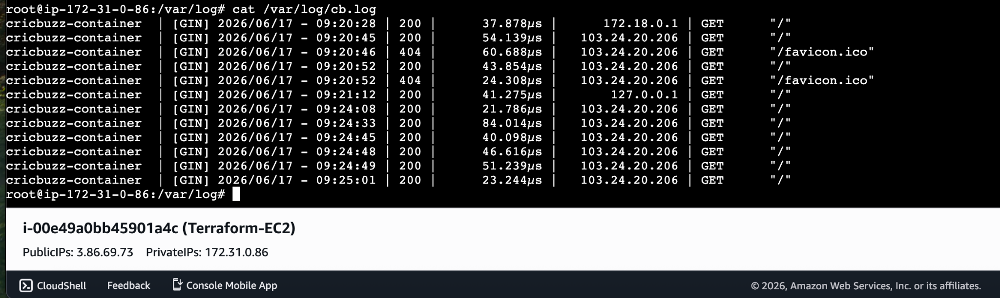 root@ip-172-31-0-86:/var/log# cat /var/log/cb.log
cricbuzz-container  | [GIN] 2026/06/17 - 09:20:28 | 200 |      37.878µs |      172.18.0.1 | GET      "/"
cricbuzz-container  | [GIN] 2026/06/17 - 09:20:45 | 200 |      54.139µs |   103.24.20.206 | GET      "/"
cricbuzz-container  | [GIN] 2026/06/17 - 09:20:46 | 404 |      60.688µs |   103.24.20.206 | GET      "/favicon.ico"
cricbuzz-container  | [GIN] 2026/06/17 - 09:20:52 | 200 |      43.854µs |   103.24.20.206 | GET      "/"
cricbuzz-container  | [GIN] 2026/06/17 - 09:20:52 | 404 |      24.308µs |   103.24.20.206 | GET      "/favicon.ico"
cricbuzz-container  | [GIN] 2026/06/17 - 09:21:12 | 200 |      41.275µs |       127.0.0.1 | GET      "/"
cricbuzz-container  | [GIN] 2026/06/17 - 09:24:08 | 200 |      21.786µs |   103.24.20.206 | GET      "/"
cricbuzz-container  | [GIN] 2026/06/17 - 09:24:33 | 200 |      84.014µs |   103.24.20.206 | GET      "/"
cricbuzz-container  | [GIN] 2026/06/17 - 09:24:45 | 200 |      40.098µs |   103.24.20.206 | GET      "/"
cricbuzz-container  | [GIN] 2026/06/17 - 09:24:48 | 200 |      46.616µs |   103.24.20.206 | GET      "/"
cricbuzz-container  | [GIN] 2026/06/17 - 09:24:49 | 200 |      51.239µs |   103.24.20.206 | GET      "/"
cricbuzz-container  | [GIN] 2026/06/17 - 09:25:01 | 200 |      23.244µs |   103.24.20.206 | GET      "/"
root@ip-172-31-0-86:/var/log#
i-00e49a0bb45901a4c (Terraform-EC2)
PublicIPs: 3.86.69.73    PrivateIPs: 172.31.0.86
CloudShell    Feedback    Console Mobile App    © 2026, Amazon Web Services, Inc. or its affiliates.